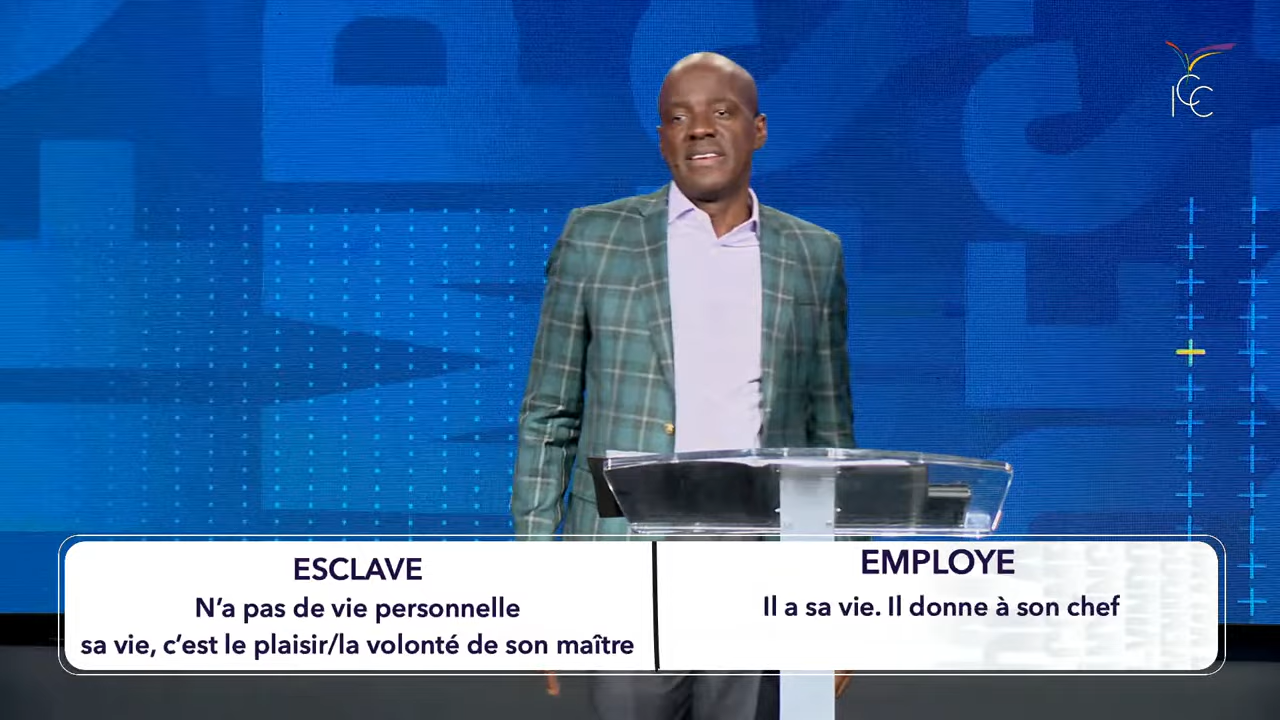 ICC
ESCLAVE
N’a pas de vie personnelle
sa vie, c’est le plaisir/la volonté de son maître
EMPLOYE
Il a sa vie. Il donne à son chef